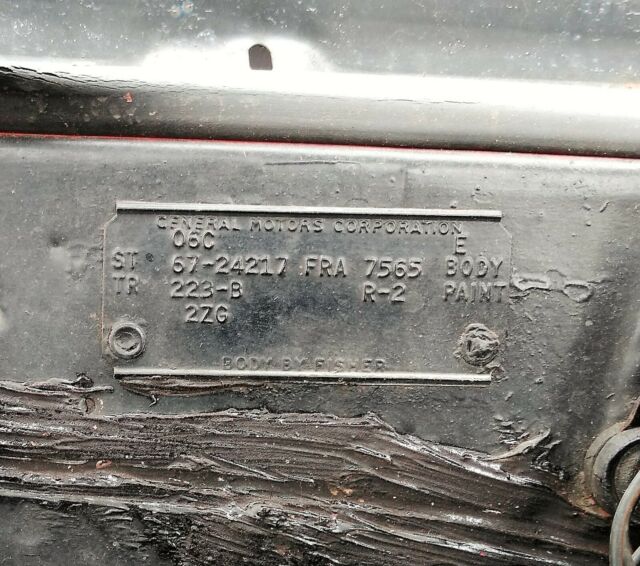 GENERAL MOTORS CORPORATION
06C E
ST 67-24217 FRA 7565 BODY
TR 223-B R-2 PAINT
2ZG
BODY BY FISHER